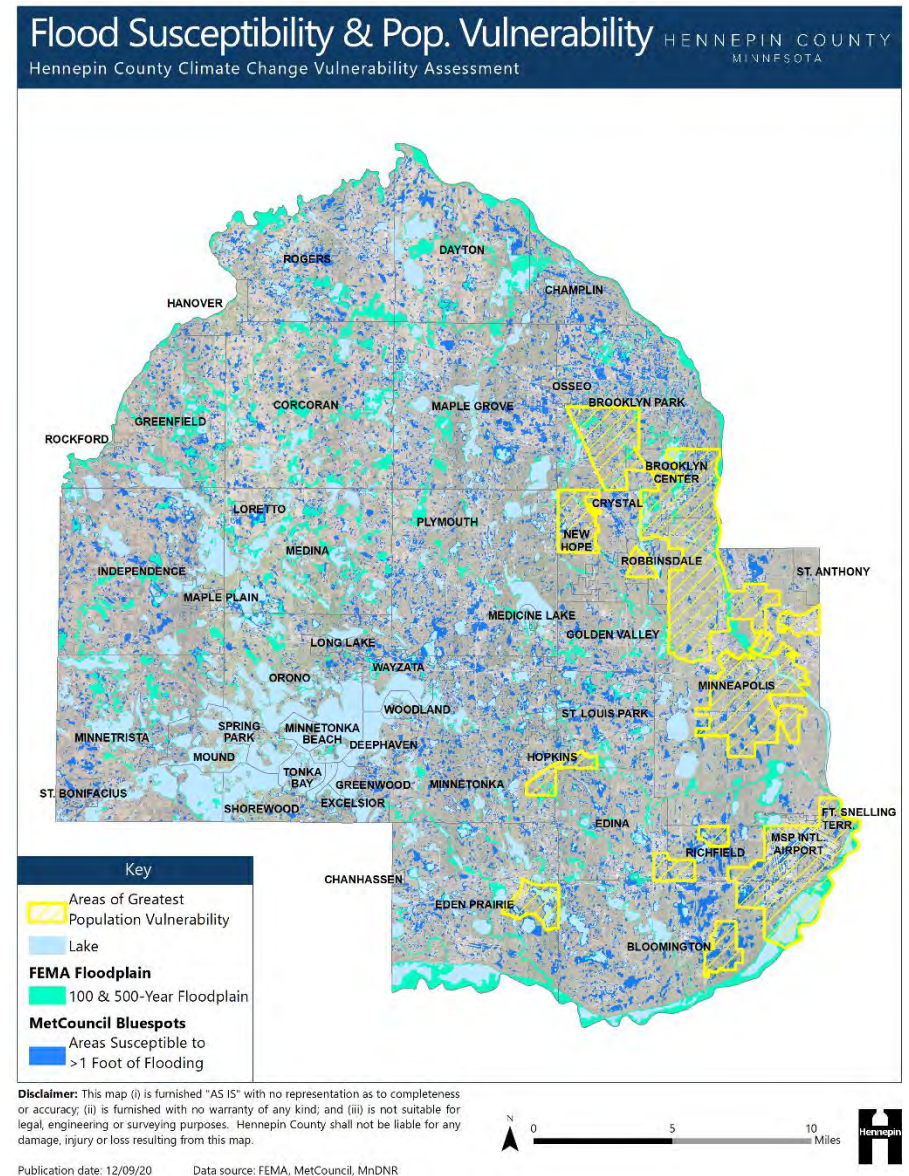 Flood Susceptibility & Pop. Vulnerability
HENNEPIN COUNTY
MINNESOTA
Hennepin County Climate Change Vulnerability Assessment
ROGERS
DAYTON
HANOVER
CHAMPLIN
OSSEO
BROOKLYN PARK
CORCORAN
MAPLE GROVE
GREENFIELD
ROCKFORD
BROOKLYN
CENTER
CRYSTAL
LORETTO
PLYMOUTH
NEW
HOPE
MEDINA
ROBBINSDALE
INDEPENDENCE
ST. ANTHONY
MAPLE PLAIN
MEDICINE LAKE
GOLDEN VALLEY
LONG LAKE
WAYZATA
ORONO
MINNEAPOLIS
WOODLAND
ST. LOUIS PARK
SPRING
PARK
MINNETONKA
BEACH
MINNETRISTA
DEEPHAVEN
MOUND
HOPKINS
TONKA
BAY
GREENWOOD
MINNETONKA
ST. BONIFACIUS
EXCELSIOR
SHOREWOOD
FT. SNELLING
TERR.
EDINA
MSP INTL.
AIRPORT
RICHFIELD
CHANHASSEN
EDEN PRAIRIE
BLOOMINGTON
Key
Areas of Greatest
Population Vulnerability
Lake
FEMA Floodplain
100 & 500-Year Floodplain
MetCouncil Bluespots
Areas Susceptible to
>1 Foot of Flooding
Disclaimer: This map (i) is furnished "AS IS" with no representation as to completeness
or accuracy; (ii) is furnished with no warranty of any kind; and (iii) is not suitable for
legal, engineering or surveying purposes. Hennepin County shall not be liable for any
damage, injury or loss resulting from this map.
N
0 5 10
Miles
Hennepin
Publication date: 12/09/20 Data source: FEMA, MetCouncil, MnDNR